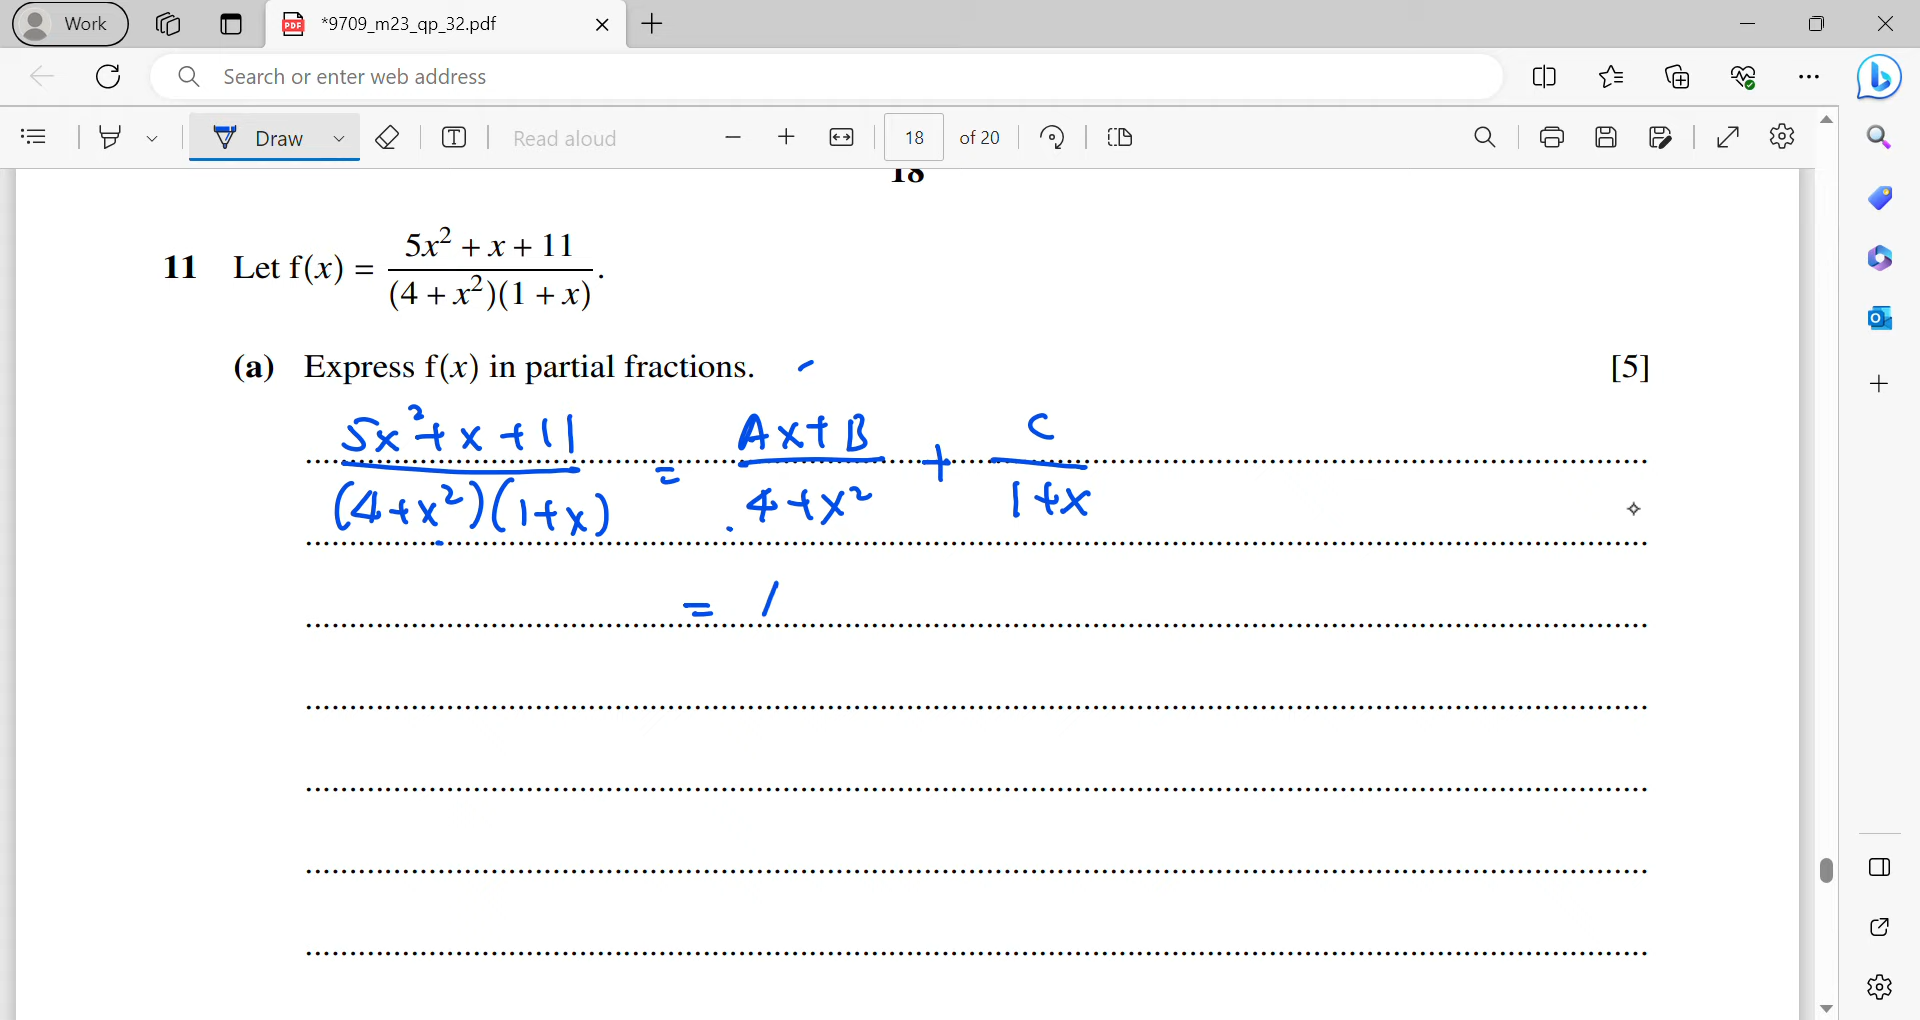 Work
*9709_m23_qp_32.pdf
Search or enter web address
Draw
Read aloud
18
of 20
18
11 Let f(x) = (5x² + x + 11)/((4 + x²)(1 + x)).
(a) Express f(x) in partial fractions. [5]
(5x²+x+11)/((4+x²)(1+x)) = (Ax+B)/(4+x²) + C/(1+x)
=